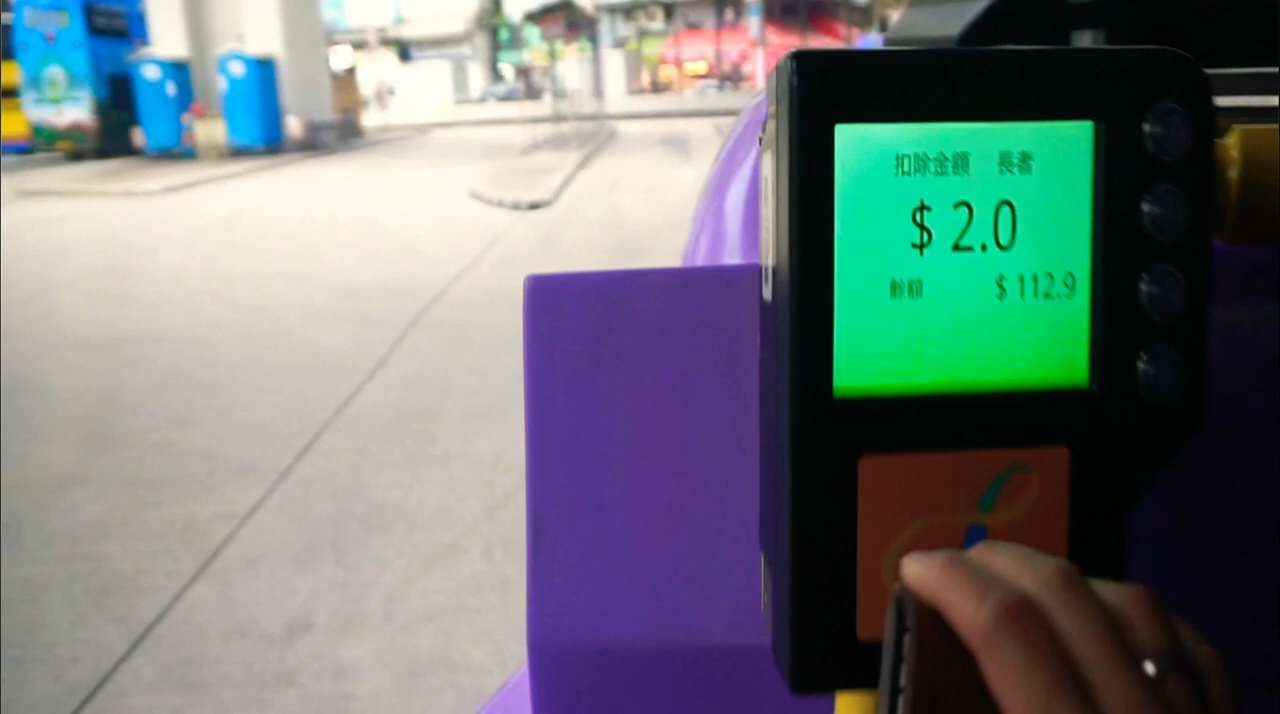 扣除金額 長者
$ 2.0
餘額 $ 112.9